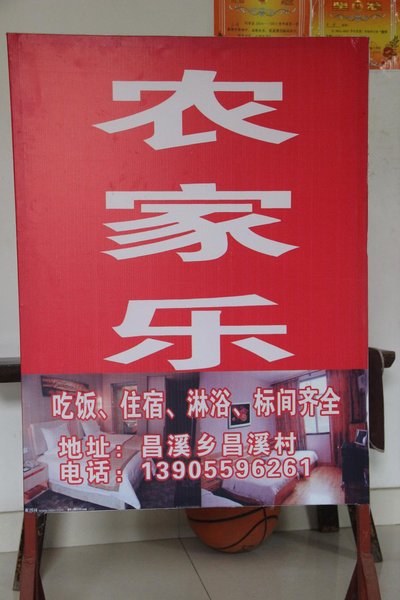 农
家
乐
吃饭、住宿、淋浴、标间齐全
地址：昌溪乡昌溪村
电话：13905596261